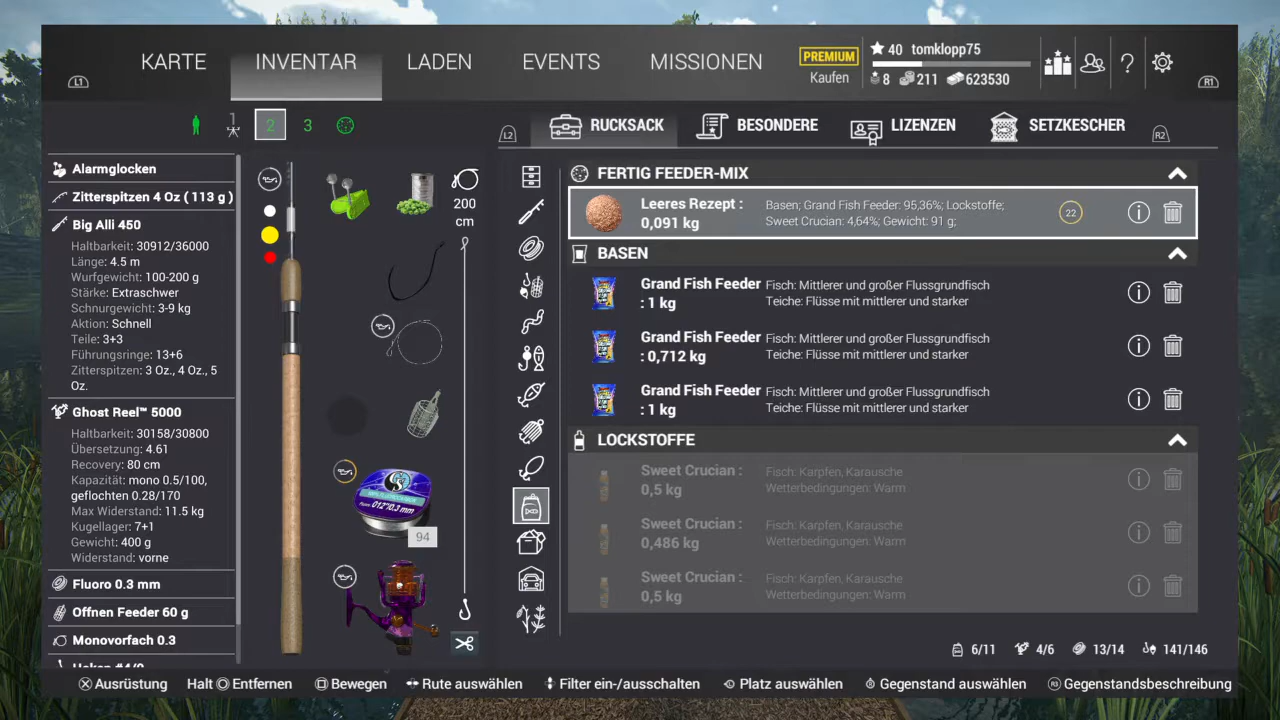 KARTE
INVENTAR
LADEN
EVENTS
MISSIONEN
PREMIUM
Kaufen
40 tomklopp75
8 211 623530
L1
R1
1
2
3
L2
RUCKSACK
BESONDERE
LIZENZEN
SETZKESCHER
R2
Alarmglocken
Zitterspitzen 4 Oz ( 113 g )
Big Alli 450
Haltbarkeit: 30912/36000
Länge: 4.5 m
Wurfgewicht: 100-200 g
Stärke: Extraschwer
Schnurgewicht: 3-9 kg
Aktion: Schnell
Teile: 3+3
Führungsringe: 13+6
Zitterspitzen: 3 Oz., 4 Oz., 5
Oz.
Ghost Reel™ 5000
Haltbarkeit: 30158/30800
Übersetzung: 4.61
Recovery: 80 cm
Kapazität: mono 0.5/100,
geflochten 0.28/170
Max Widerstand: 11.5 kg
Kugellager: 7+1
Gewicht: 400 g
Widerstand: vorne
Fluoro 0.3 mm
Offnen Feeder 60 g
Monovorfach 0.3
Haken #4/0
200
cm
94
FERTIG FEEDER-MIX
Leeres Rezept :
0,091 kg
Basen; Grand Fish Feeder: 95,36%; Lockstoffe;
Sweet Crucian: 4,64%; Gewicht: 91 g;
22
BASEN
Grand Fish Feeder
: 1 kg
Fisch: Mittlerer und großer Flussgrundfisch
Teiche: Flüsse mit mittlerer und starker
Grand Fish Feeder
: 0,712 kg
Fisch: Mittlerer und großer Flussgrundfisch
Teiche: Flüsse mit mittlerer und starker
Grand Fish Feeder
: 1 kg
Fisch: Mittlerer und großer Flussgrundfisch
Teiche: Flüsse mit mittlerer und starker
LOCKSTOFFE
Sweet Crucian :
0,5 kg
Fisch: Karpfen, Karausche
Wetterbedingungen: Warm
Sweet Crucian :
0,486 kg
Fisch: Karpfen, Karausche
Wetterbedingungen: Warm
Sweet Crucian :
0,5 kg
Fisch: Karpfen, Karausche
Wetterbedingungen: Warm
6/11
4/6
13/14
141/146
Ausrüstung
Halt Entfernen
Bewegen
Rute auswählen
Filter ein-/ausschalten
Platz auswählen
Gegenstand auswählen
R3 Gegenstandsbeschreibung